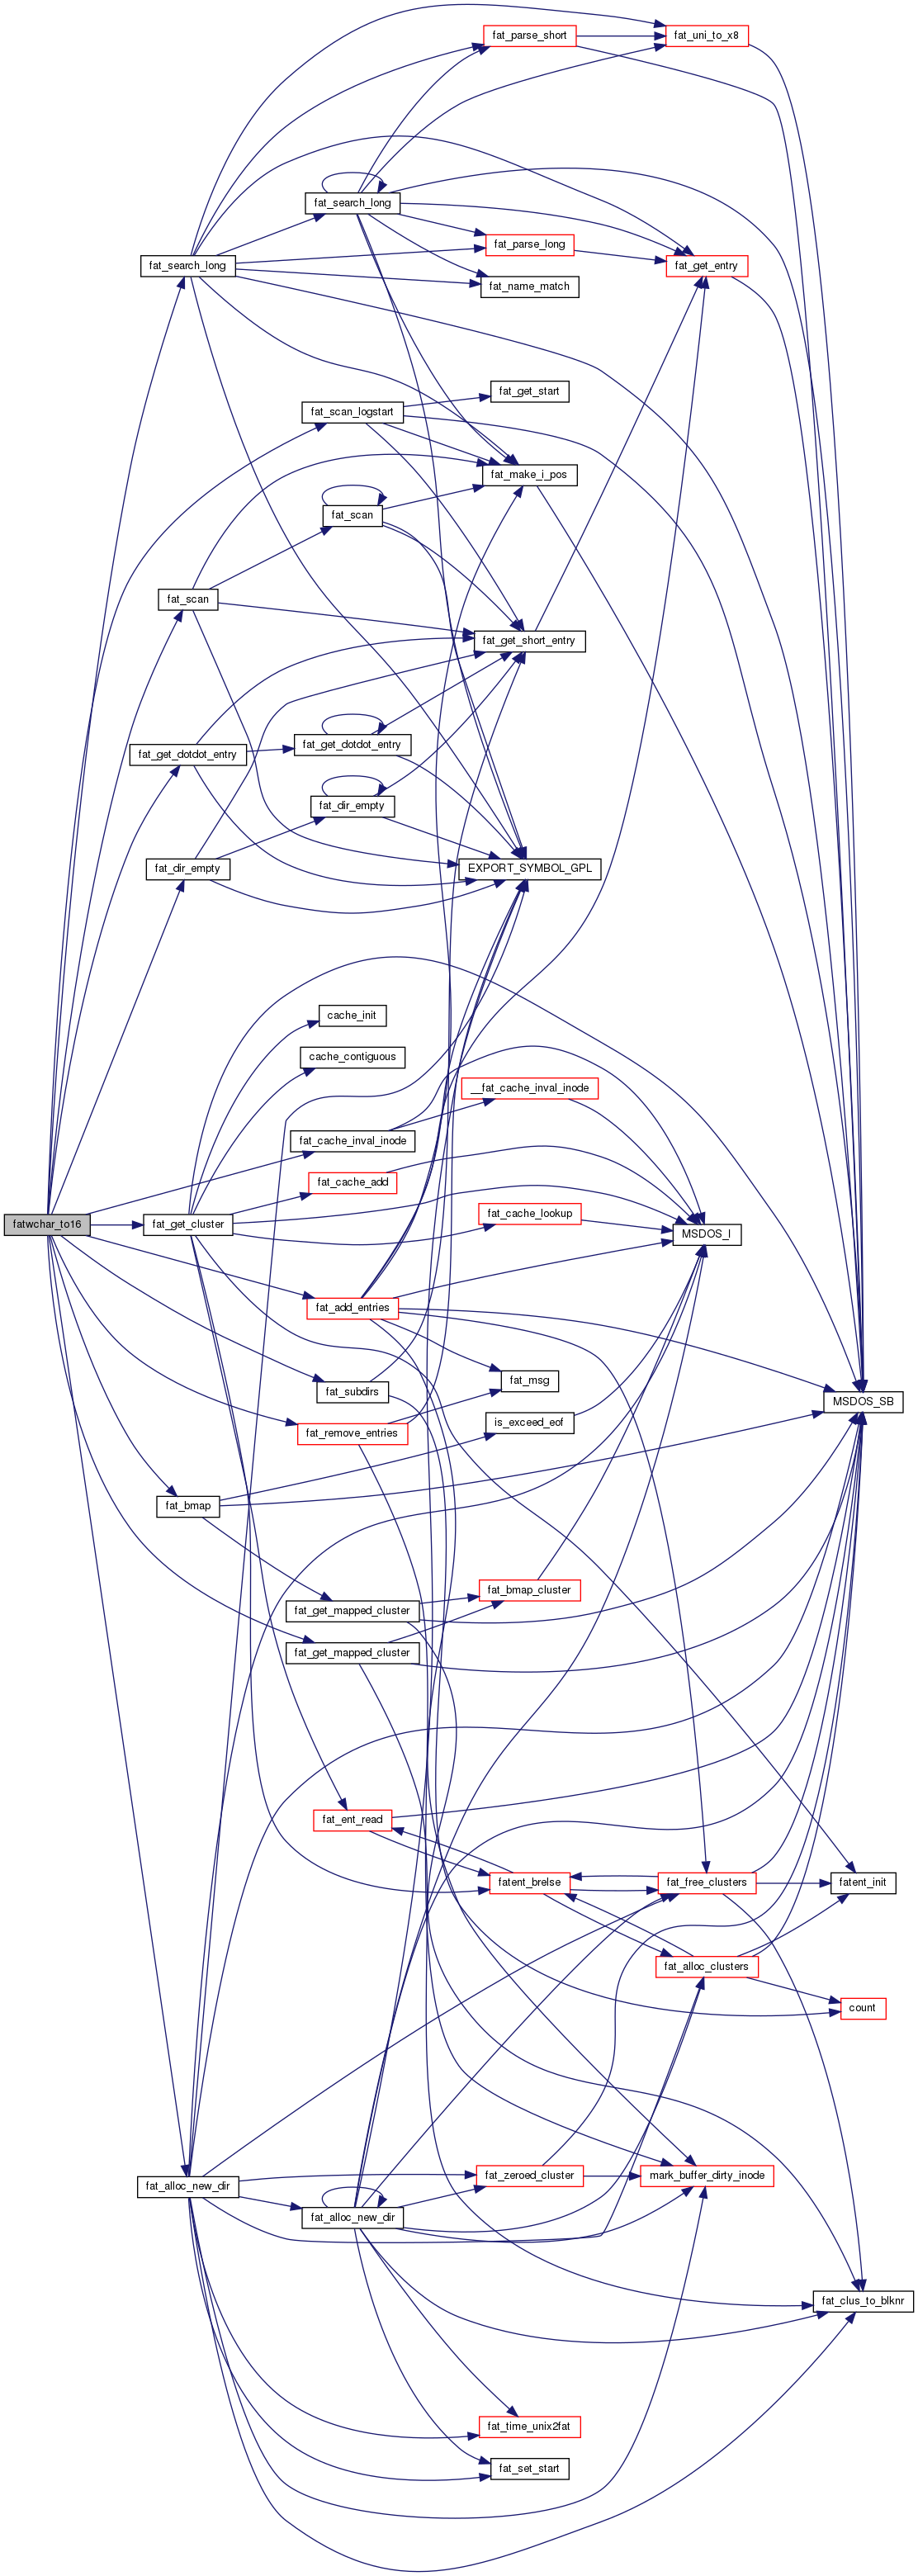 fat_parse_short
fat_uni_to_x8
fat_search_long
fat_parse_long
fat_search_long
fat_get_entry
fat_name_match
fat_get_start
fat_scan_logstart
fat_make_i_pos
fat_scan
fat_scan
fat_get_short_entry
fat_get_dotdot_entry
fat_get_dotdot_entry
fat_dir_empty
fat_dir_empty
EXPORT_SYMBOL_GPL
cache_init
cache_contiguous
__fat_cache_inval_inode
fat_cache_inval_inode
fat_cache_add
fat_cache_lookup
fatwchar_to16
fat_get_cluster
MSDOS_I
fat_add_entries
fat_msg
fat_subdirs
MSDOS_SB
is_exceed_eof
fat_remove_entries
fat_bmap
fat_bmap_cluster
fat_get_mapped_cluster
fat_get_mapped_cluster
fat_ent_read
fatent_brelse
fat_free_clusters
fatent_init
fat_alloc_clusters
count
fat_zeroed_cluster
mark_buffer_dirty_inode
fat_alloc_new_dir
fat_alloc_new_dir
fat_clus_to_blknr
fat_time_unix2fat
fat_set_start